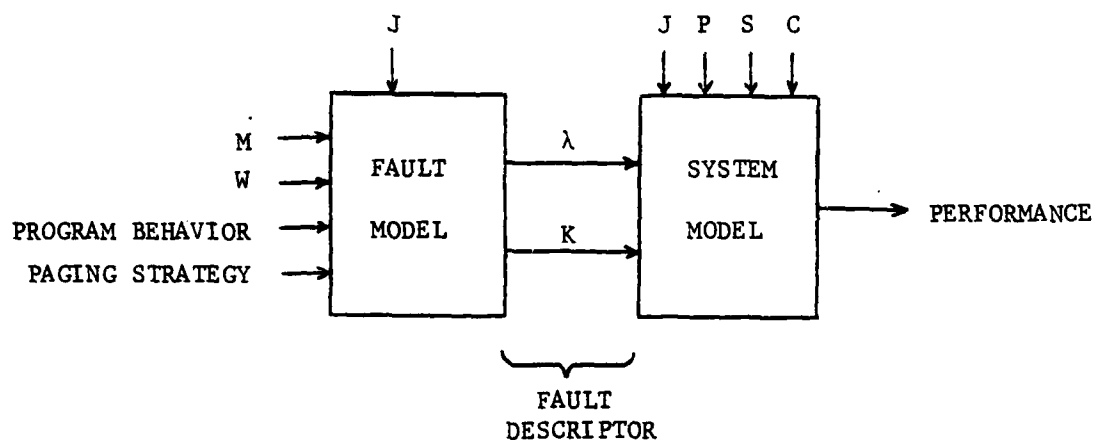 J
J P S C
M
W
PROGRAM BEHAVIOR
PAGING STRATEGY
FAULT
MODEL
λ
K
SYSTEM
MODEL
PERFORMANCE
FAULT
DESCRIPTOR